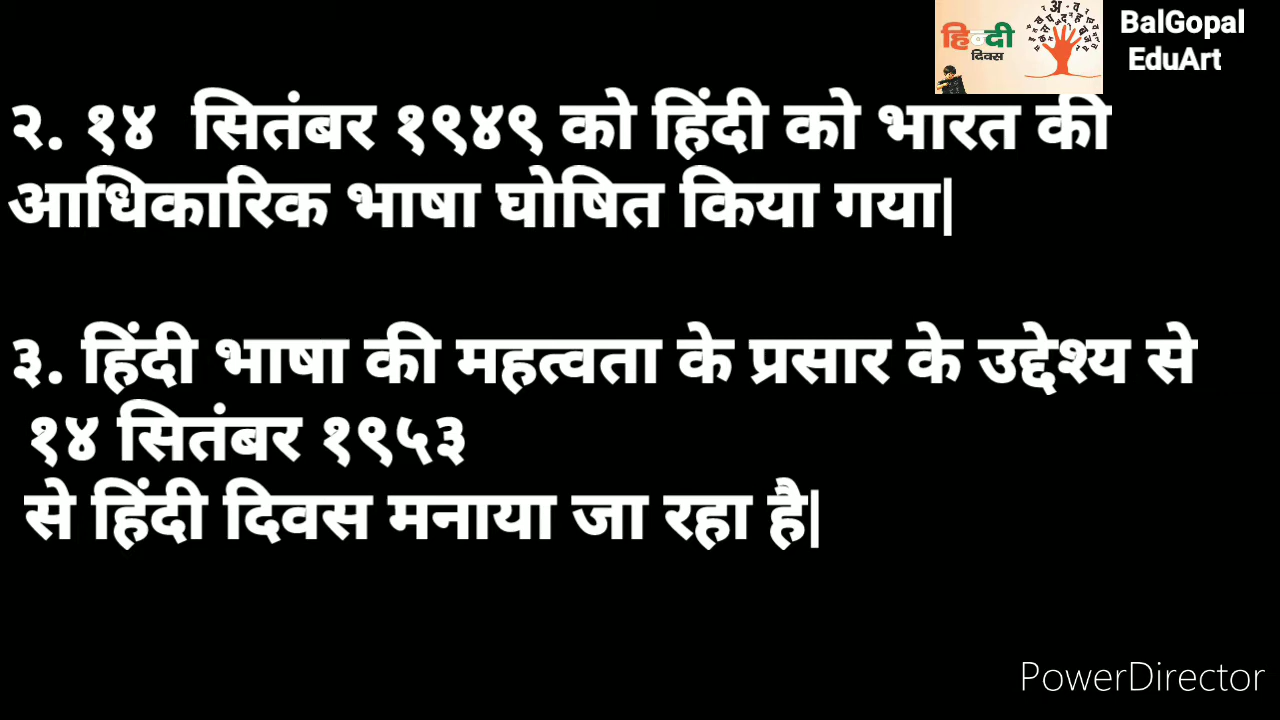 हिन्दी
दिवस
BalGopal
EduArt
२. १४ सितंबर १९४९ को हिंदी को भारत की
आधिकारिक भाषा घोषित किया गया|
३. हिंदी भाषा की महत्वता के प्रसार के उद्देश्य से
१४ सितंबर १९५३
से हिंदी दिवस मनाया जा रहा है|
PowerDirector